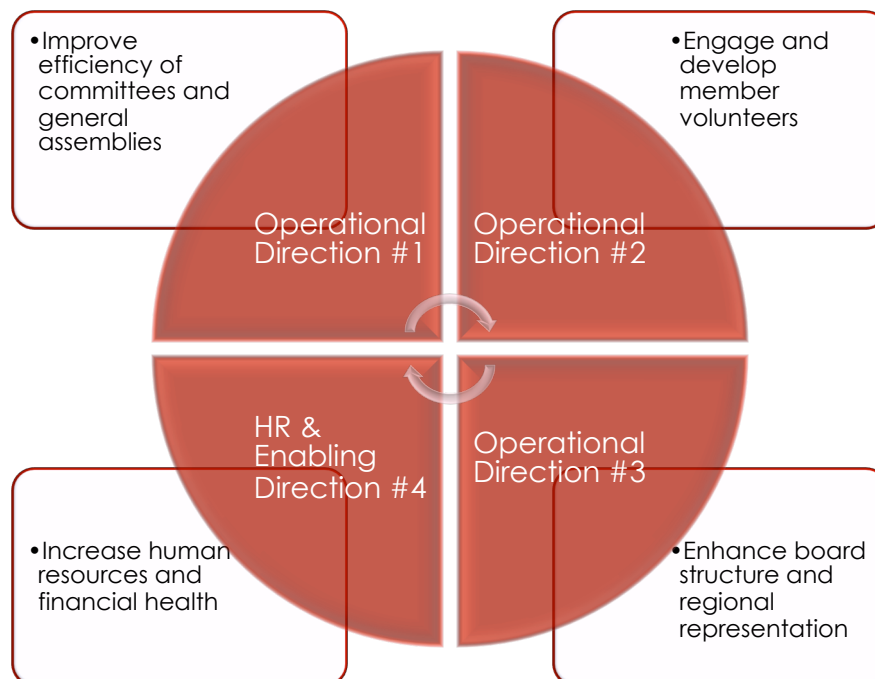 •Improve
efficiency of
committees and
general
assemblies
•Engage and
develop
member
volunteers
Operational
Direction #1
Operational
Direction #2
HR &
Enabling
Direction #4
Operational
Direction #3
•Increase human
resources and
financial health
•Enhance board
structure and
regional
representation